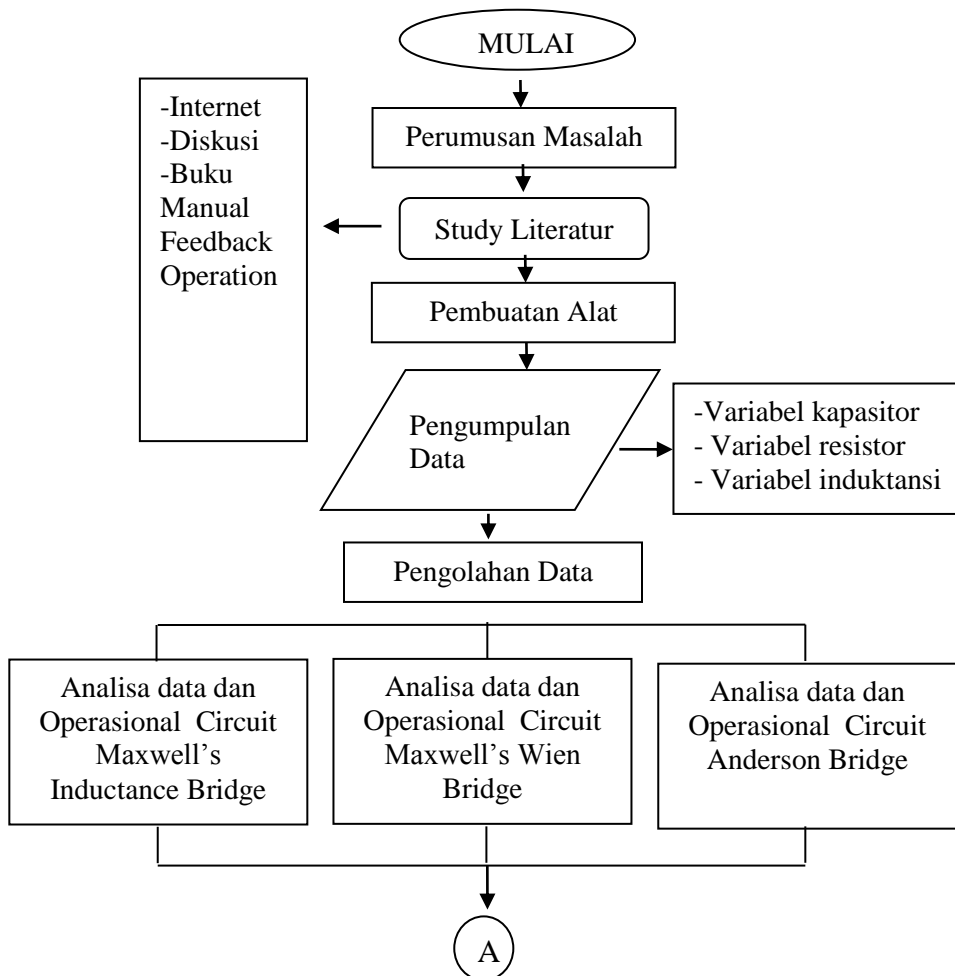 MULAI
-Internet
-Diskusi
-Buku
Manual
Feedback
Operation
Perumusan Masalah
Study Literatur
Pembuatan Alat
Pengumpulan
Data
-Variabel kapasitor
- Variabel resistor
- Variabel induktansi
Pengolahan Data
Analisa data dan
Operasional Circuit
Maxwell’s
Inductance Bridge
Analisa data dan
Operasional Circuit
Maxwell’s Wien
Bridge
Analisa data dan
Operasional Circuit
Anderson Bridge
A